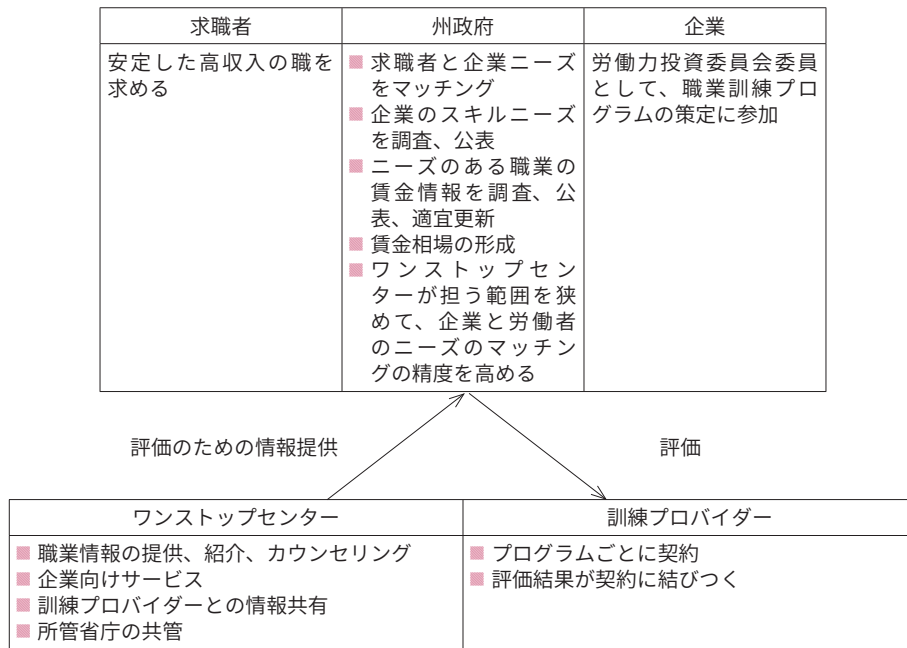 求職者
安定した高収入の職を
求める
州政府
■ 求職者と企業ニーズ
をマッチング
■ 企業のスキルニーズ
を調査、公表
■ ニーズのある職業の
賃金情報を調査、公
表、適宜更新
■ 賃金相場の形成
■ ワンストップセン
ターが担う範囲を狭
めて、企業と労働者
のニーズのマッチン
グの精度を高める
企業
労働力投資委員会委員
として、職業訓練プロ
グラムの策定に参加
評価のための情報提供
評価
ワンストップセンター
■ 職業情報の提供、紹介、カウンセリング
■ 企業向けサービス
■ 訓練プロバイダーとの情報共有
■ 所管省庁の共管
訓練プロバイダー
■ プログラムごとに契約
■ 評価結果が契約に結びつく